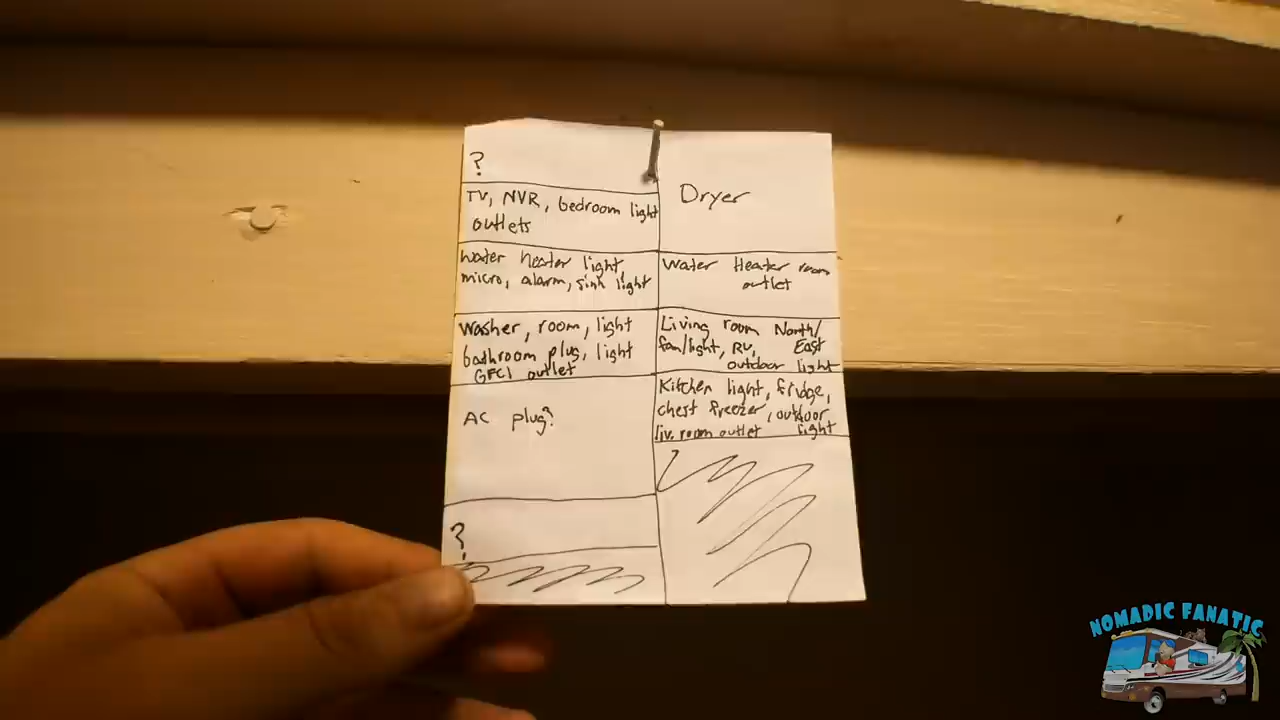 ?
TV, NVR, bedroom light
outlets
Water heater light,
micro, alarm, sink light
Washer, room, light
bathroom plug, light
GFCI outlet
AC plug?
?
Dryer
Water Heater room
outlet
Living room North/
fan/light, RV, East
outdoor light
Kitchen light, fridge,
chest freezer, outdoor
liv. room outlet light
NOMADIC FANATIC